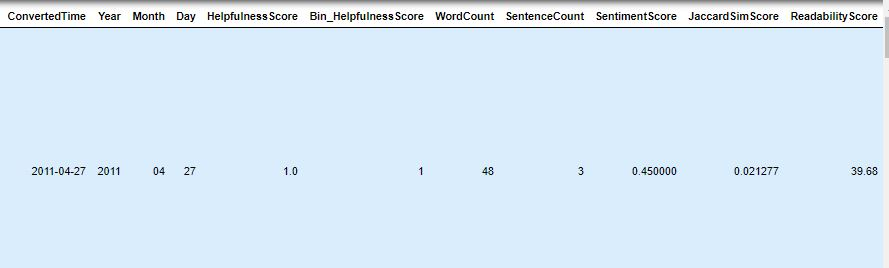 ConvertedTime Year Month Day HelpfulnessScore Bin_HelpfulnessScore WordCount SentenceCount SentimentScore JaccardSimScore ReadabilityScore
2011-04-27 2011 04 27 1.0 1 48 3 0.450000 0.021277 39.68